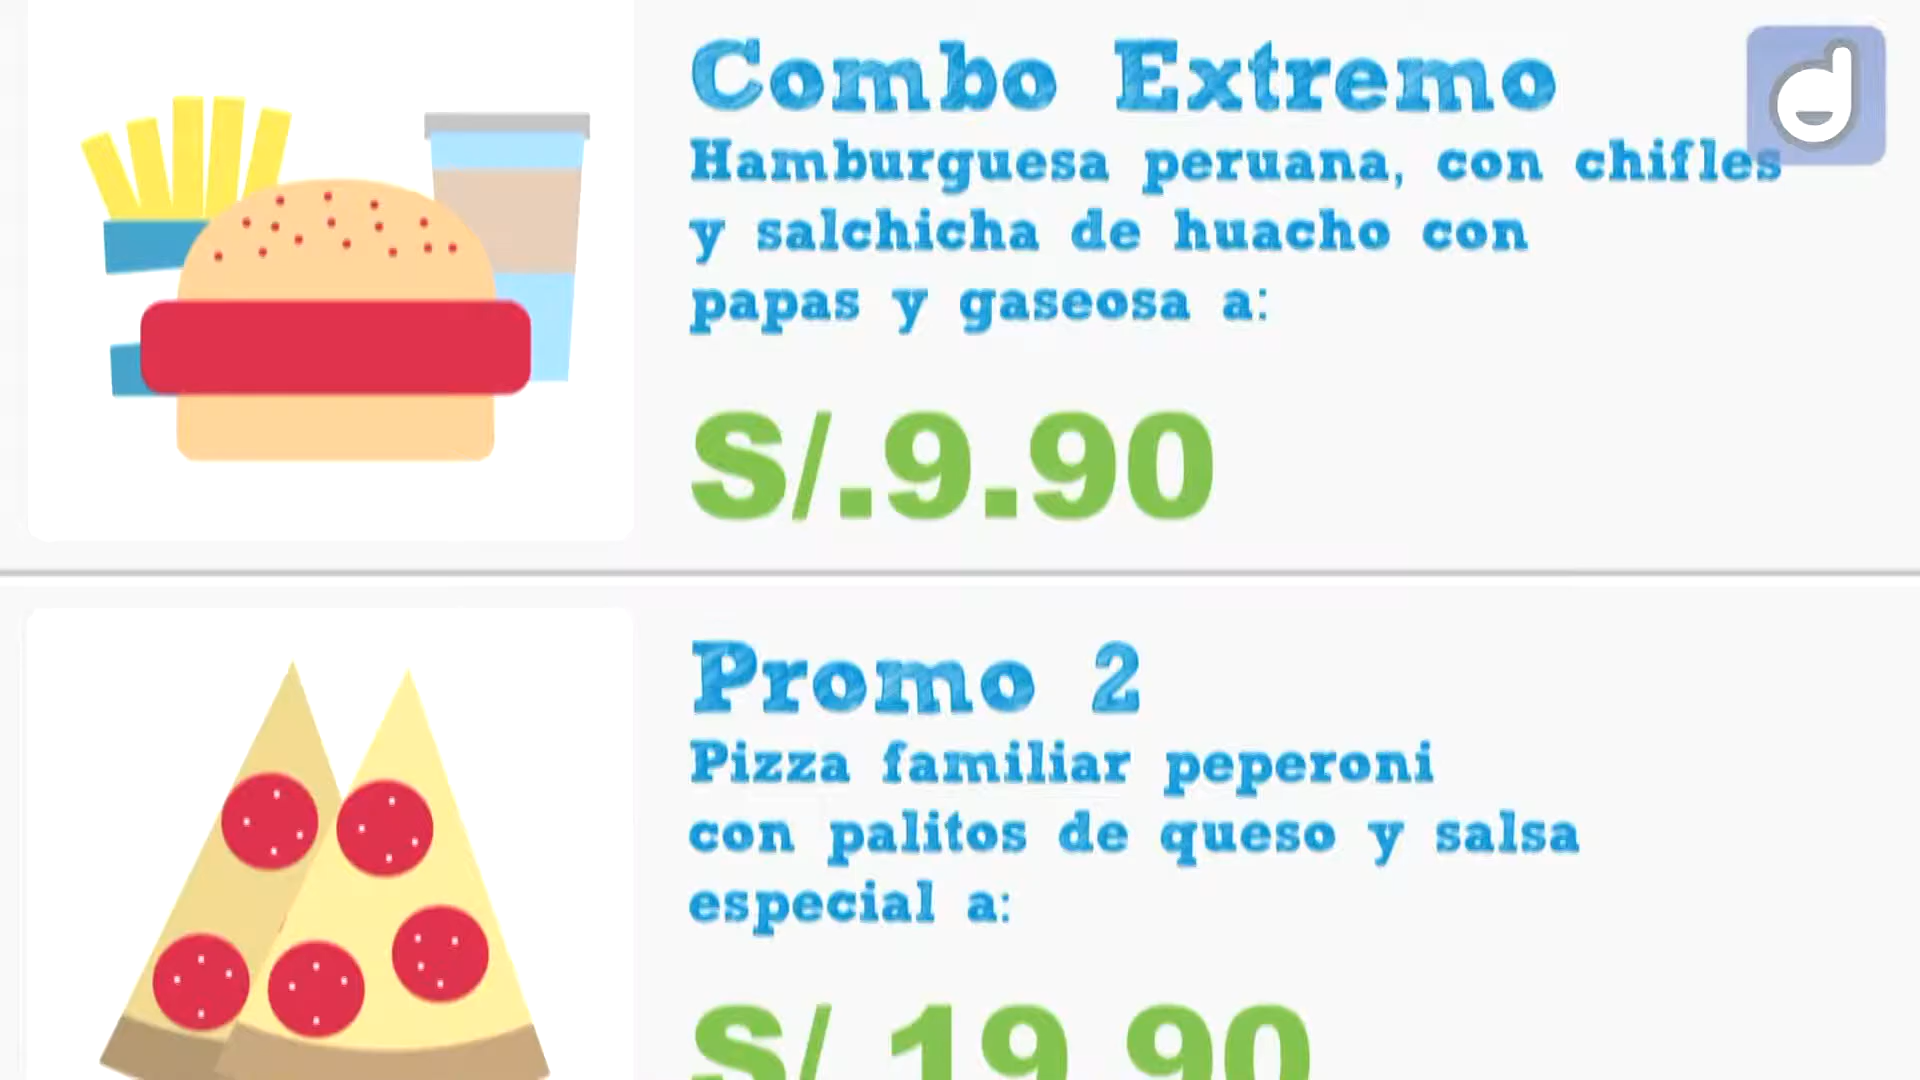 Combo Extremo
Hamburguesa peruana, con chifles
y salchicha de huacho con
papas y gaseosa a:
S/.9.90
Promo 2
Pizza familiar peperoni
con palitos de queso y salsa
especial a:
S/.19.90